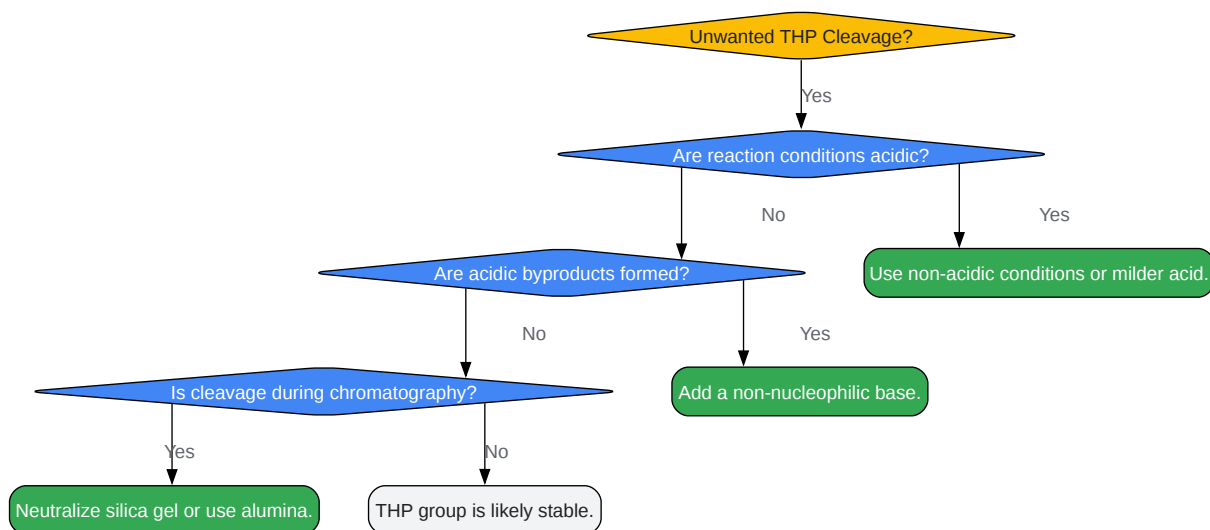 Unwanted THP Cleavage?
Yes
Are reaction conditions acidic?
No
Yes
Are acidic byproducts formed?
Use non-acidic conditions or milder acid.
No
Yes
Is cleavage during chromatography?
Add a non-nucleophilic base.
Yes
No
Neutralize silica gel or use alumina.
THP group is likely stable.